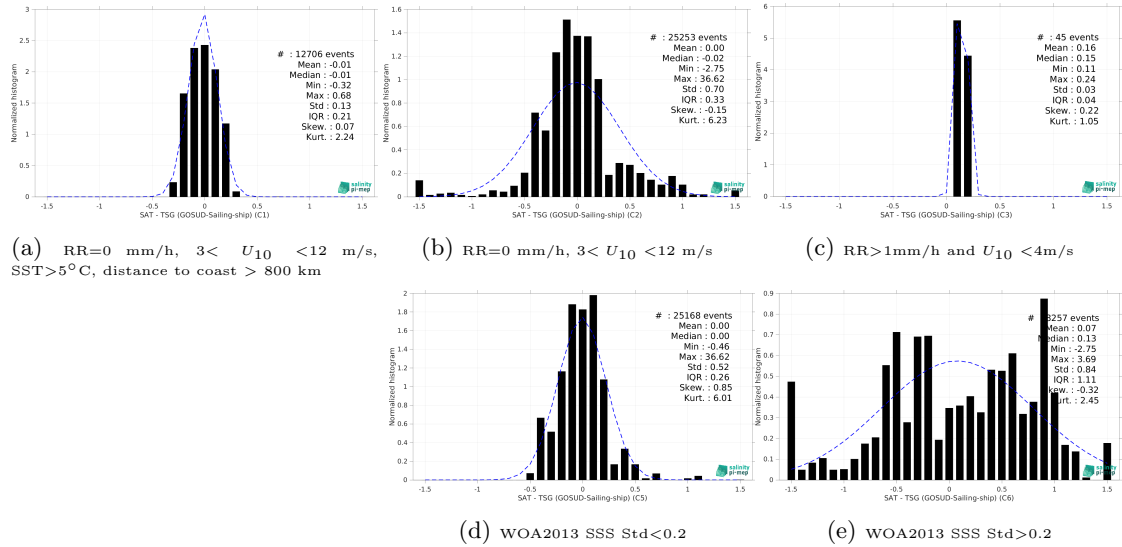 3
2.5
2
1.5
1
0.5
0
Normalized histogram
# : 12706 events
Mean : -0.01
Median : -0.01
Min : -0.32
Max : 0.68
Std : 0.13
IQR : 0.21
Skew. : 0.07
Kurt. : 2.24
salinity
pi-mep
-1.5 -1 -0.5 0 0.5 1 1.5
SAT - TSG (GOSUD-Sailing-ship) (C1)
(a) RR=0 mm/h, 3< U10 <12 m/s,
SST>5°C, distance to coast > 800 km
1.6
1.4
1.2
1
0.8
0.6
0.4
0.2
0
Normalized histogram
# : 25253 events
Mean : 0.00
Median : -0.02
Min : -2.75
Max : 36.62
Std : 0.70
IQR : 0.33
Skew. : -0.15
Kurt. : 6.23
salinity
pi-mep
-1.5 -1 -0.5 0 0.5 1 1.5
SAT - TSG (GOSUD-Sailing-ship) (C2)
(b) RR=0 mm/h, 3< U10 <12 m/s
6
5
4
3
2
1
0
Normalized histogram
# : 45 events
Mean : 0.16
Median : 0.15
Min : 0.11
Max : 0.24
Std : 0.03
IQR : 0.04
Skew. : 0.22
Kurt. : 1.05
salinity
pi-mep
-1.5 -1 -0.5 0 0.5 1 1.5
SAT - TSG (GOSUD-Sailing-ship) (C3)
(c) RR>1mm/h and U10 <4m/s
2
1.8
1.6
1.4
1.2
1
0.8
0.6
0.4
0.2
0
Normalized histogram
# : 25168 events
Mean : 0.00
Median : 0.00
Min : -0.46
Max : 36.62
Std : 0.52
IQR : 0.26
Skew. : 0.85
Kurt. : 6.01
salinity
pi-mep
-1.5 -1 -0.5 0 0.5 1 1.5
SAT - TSG (GOSUD-Sailing-ship) (C5)
(d) WOA2013 SSS Std<0.2
0.9
0.8
0.7
0.6
0.5
0.4
0.3
0.2
0.1
0
Normalized histogram
# : 3257 events
Mean : 0.07
Median : 0.13
Min : -2.75
Max : 3.69
Std : 0.84
IQR : 1.11
Skew. : -0.32
Kurt. : 2.45
salinity
pi-mep
-1.5 -1 -0.5 0 0.5 1 1.5
SAT - TSG (GOSUD-Sailing-ship) (C6)
(e) WOA2013 SSS Std>0.2